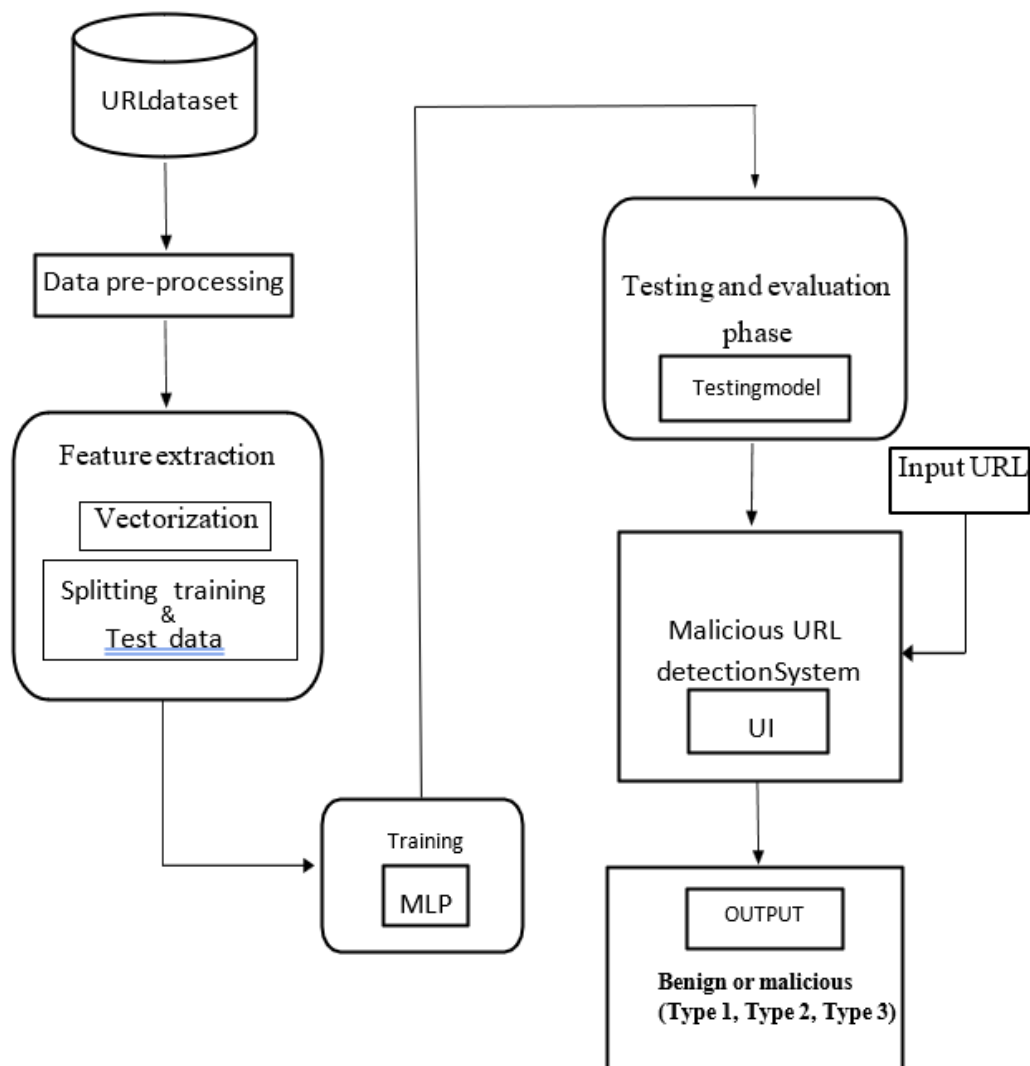 URLdataset
Data pre-processing
Feature extraction
Vectorization
Splitting training
&
Test data
Training
MLP
Testing and evaluation
phase
Testingmodel
Input URL
Malicious URL
detectionSystem
UI
OUTPUT
Benign or malicious
(Type 1, Type 2, Type 3)